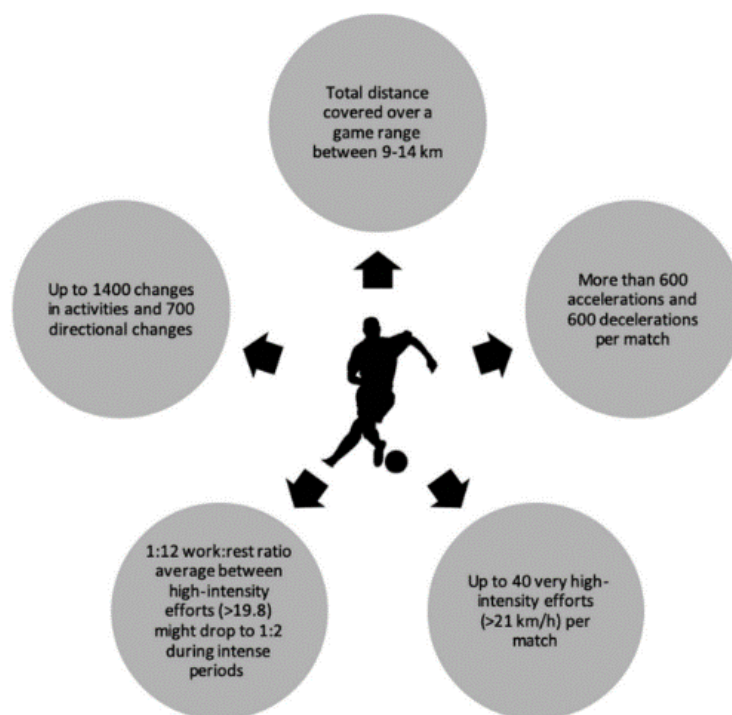 Total distance
covered over a
game range
between 9-14 km
Up to 1400 changes
in activities and 700
directional changes
More than 600
accelerations and
600 decelerations
per match
1:12 work:rest ratio
average between
high-intensity
efforts (>19.8)
might drop to 1:2
during intense
periods
Up to 40 very high-
intensity efforts
(>21 km/h) per
match